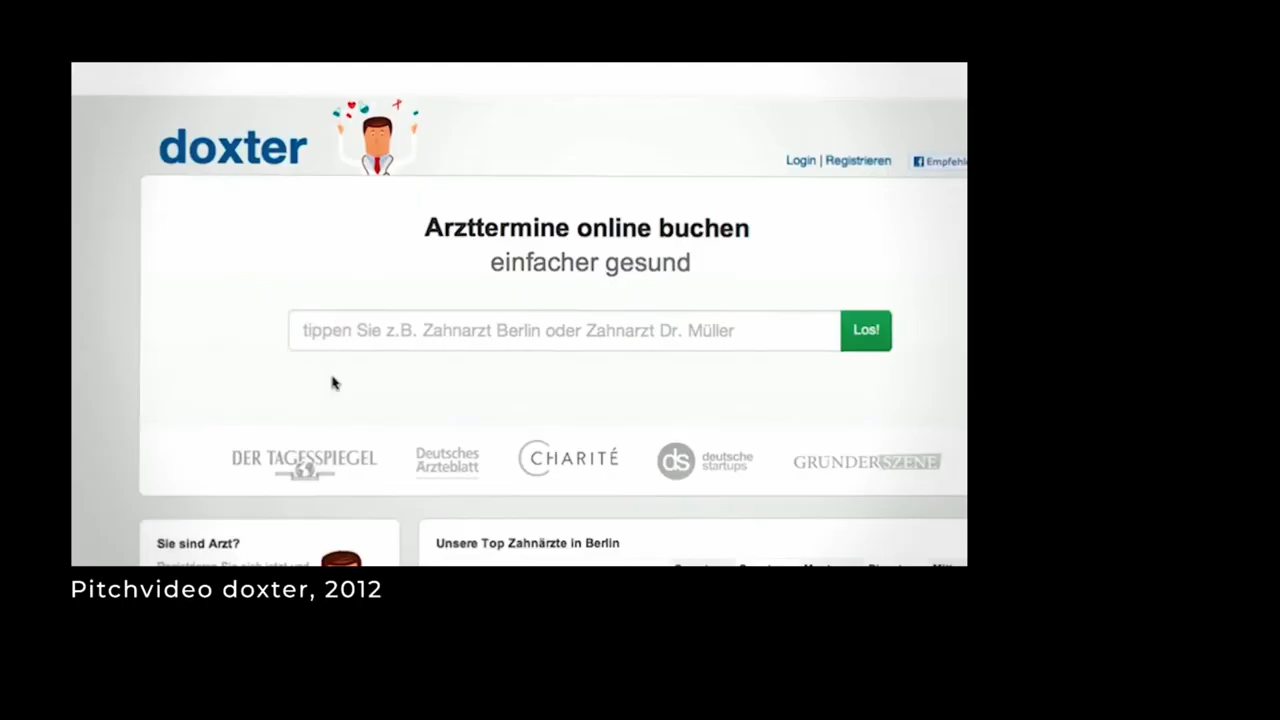 doxter
Login | Registrieren
Empfehl
Arzttermine online buchen
einfacher gesund
tippen Sie z.B. Zahnarzt Berlin oder Zahnarzt Dr. Müller
Los!
DER TAGESSPIEGEL
Deutsches
Ärzteblatt
CHARITÉ
ds deutsche
startups
GRÜNDERSZENE
Sie sind Arzt?
Unsere Top Zahnärzte in Berlin
Pitchvideo doxter, 2012